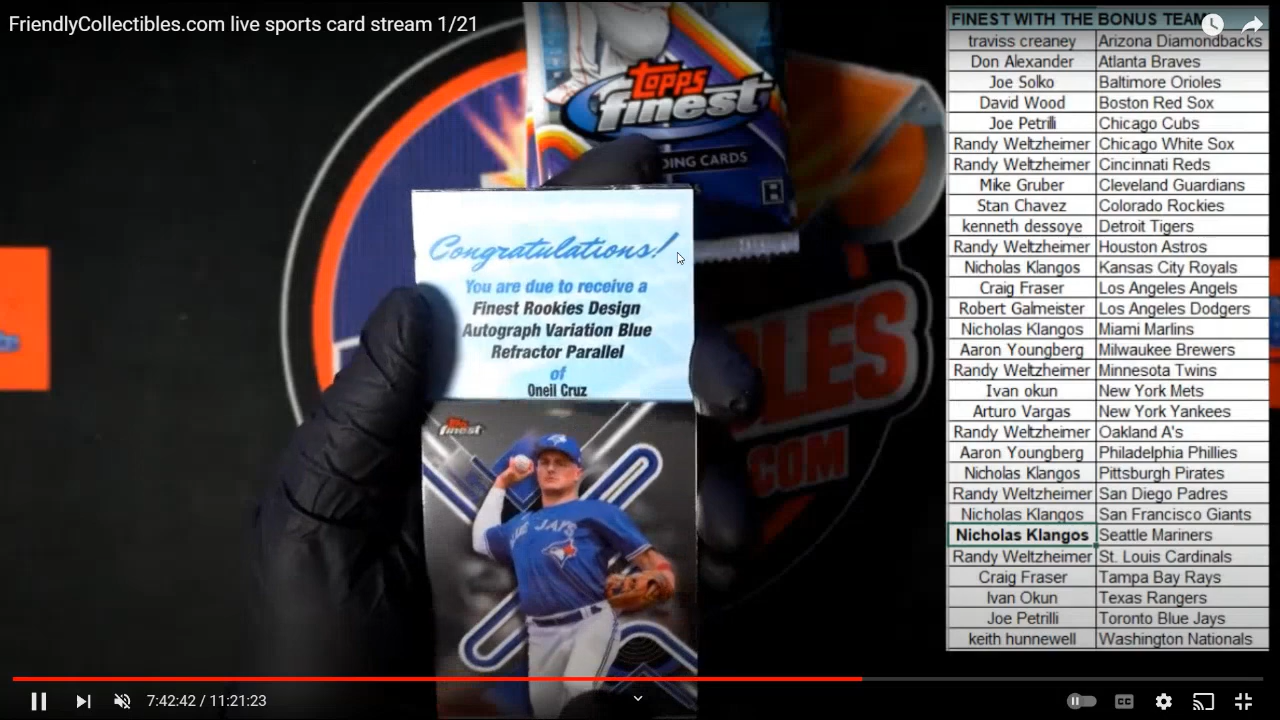 FriendlyCollectibles.com live sports card stream 1/21
topps
finest
DING CARDS
Congratulations!
You are due to receive a
Finest Rookies Design
Autograph Variation Blue
Refractor Parallel
of
Oneil Cruz
finest
BLUE JAYS
BLES
COM
FINEST WITH THE BONUS TEAM
traviss creaney Arizona Diamondbacks
Don Alexander Atlanta Braves
Joe Solko Baltimore Orioles
David Wood Boston Red Sox
Joe Petrilli Chicago Cubs
Randy Weltzheimer Chicago White Sox
Randy Weltzheimer Cincinnati Reds
Mike Gruber Cleveland Guardians
Stan Chavez Colorado Rockies
kenneth dessoye Detroit Tigers
Randy Weltzheimer Houston Astros
Nicholas Klangos Kansas City Royals
Craig Fraser Los Angeles Angels
Robert Galmeister Los Angeles Dodgers
Nicholas Klangos Miami Marlins
Aaron Youngberg Milwaukee Brewers
Randy Weltzheimer Minnesota Twins
Ivan okun New York Mets
Arturo Vargas New York Yankees
Randy Weltzheimer Oakland A's
Aaron Youngberg Philadelphia Phillies
Nicholas Klangos Pittsburgh Pirates
Randy Weltzheimer San Diego Padres
Nicholas Klangos San Francisco Giants
Nicholas Klangos Seattle Mariners
Randy Weltzheimer St. Louis Cardinals
Craig Fraser Tampa Bay Rays
Ivan Okun Texas Rangers
Joe Petrilli Toronto Blue Jays
keith hunnewell Washington Nationals
7:42:42 / 11:21:23
CC